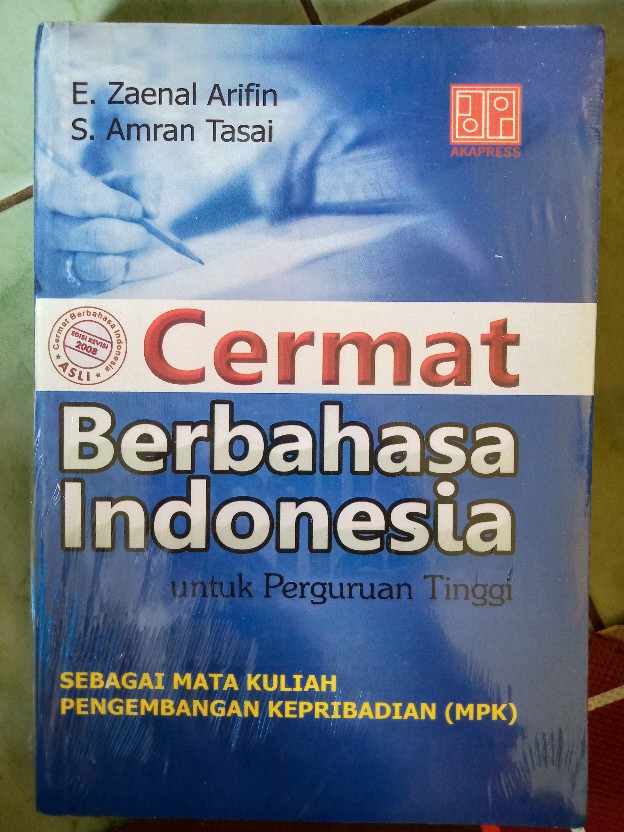 E. Zaenal Arifin
S. Amran Tasai
AKAPRESS
Cermat Berbahasa Indonesia
EDISI REVISI
2008
ASLI
Cermat
Berbahasa
Indonesia
untuk Perguruan Tinggi
SEBAGAI MATA KULIAH
PENGEMBANGAN KEPRIBADIAN (MPK)